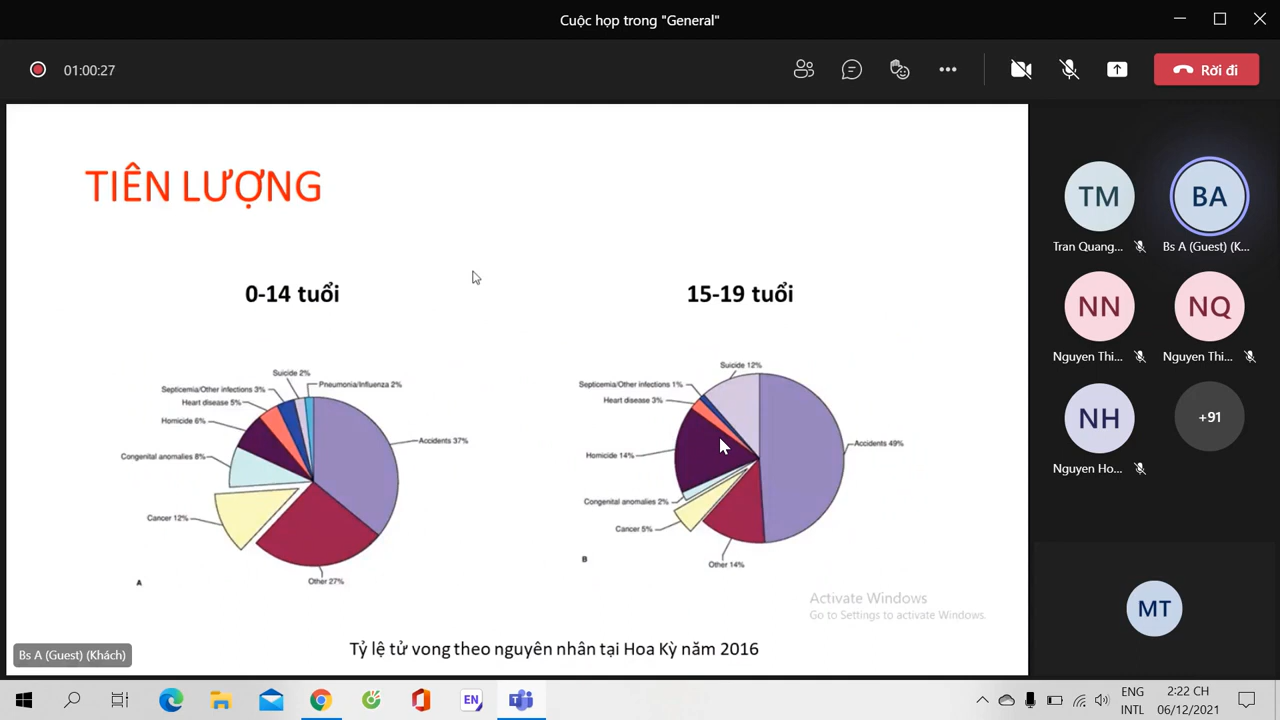 Cuộc họp trong "General"
01:00:27
Rời đi
TIÊN LƯỢNG
0-14 tuổi
Suicide 2%
Pneumonia/Influenza 2%
Septicemia/Other infections 3%
Heart disease 5%
Homicide 6%
Accidents 37%
Congenital anomalies 8%
Cancer 12%
Other 27%
A
15-19 tuổi
Suicide 12%
Septicemia/Other infections 1%
Heart disease 3%
Accidents 49%
Homicide 14%
Congenital anomalies 2%
Cancer 5%
Other 14%
B
Activate Windows
Go to Settings to activate Windows.
Tỷ lệ tử vong theo nguyên nhân tại Hoa Kỳ năm 2016
Bs A (Guest) (Khách)
TM
Tran Quang...
BA
Bs A (Guest) (K...
NN
Nguyen Thi...
NQ
Nguyen Thi...
NH
Nguyen Ho...
+91
MT
EN
ENG
INTL
6:22 CH
06/12/2021